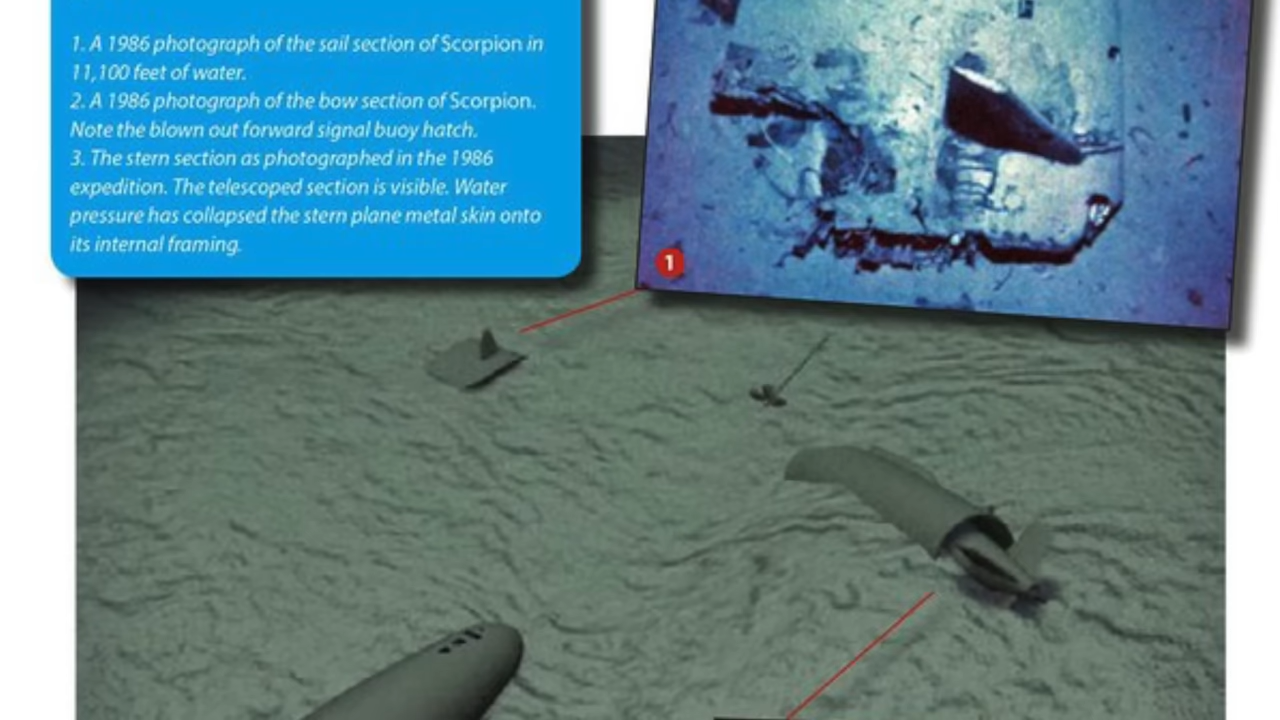 1. A 1986 photograph of the sail section of Scorpion in
11,100 feet of water.
2. A 1986 photograph of the bow section of Scorpion.
Note the blown out forward signal buoy hatch.
3. The stern section as photographed in the 1986
expedition. The telescoped section is visible. Water
pressure has collapsed the stern plane metal skin onto
its internal framing.
1